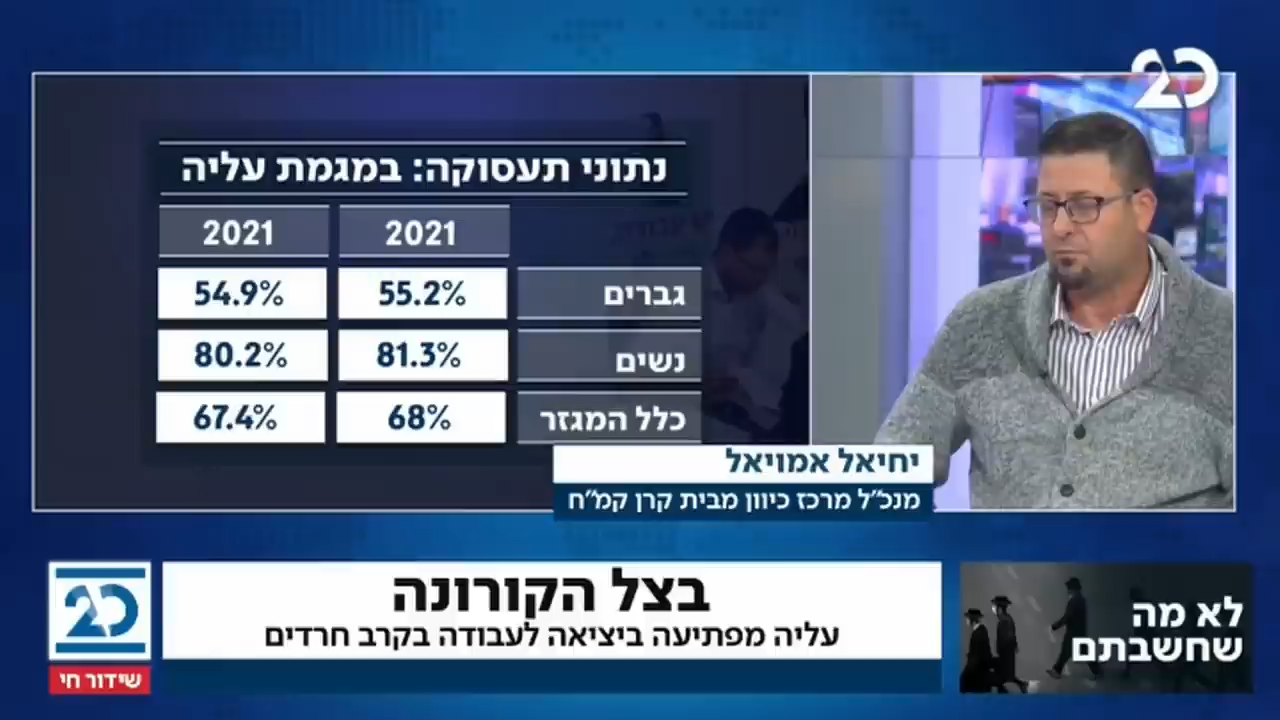 20
נתוני תעסוקה: במגמת עליה
2021 2021
גברים 55.2% 54.9%
נשים 81.3% 80.2%
כלל המגזר 68% 67.4%
יחיאל אמויאל
מנכ"ל מרכז כיוון מבית קרן קמ"ח
בצל הקורונה
עליה מפתיעה ביציאה לעבודה בקרב חרדים
לא מה
שחשבתם
20
שידור חי